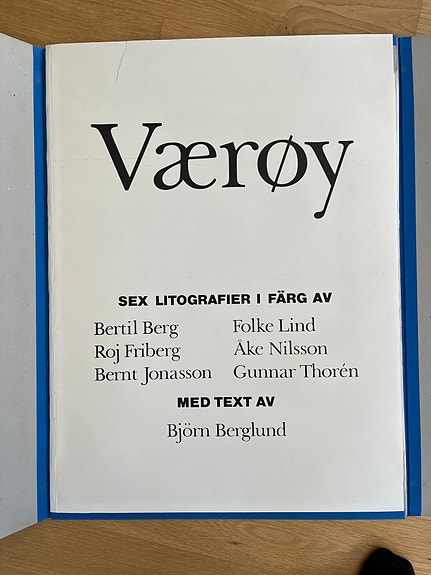 Værøy
SEX LITOGRAFIER I FÄRG AV
Bertil Berg
Roj Friberg
Bernt Jonasson
Folke Lind
Åke Nilsson
Gunnar Thorén
MED TEXT AV
Björn Berglund